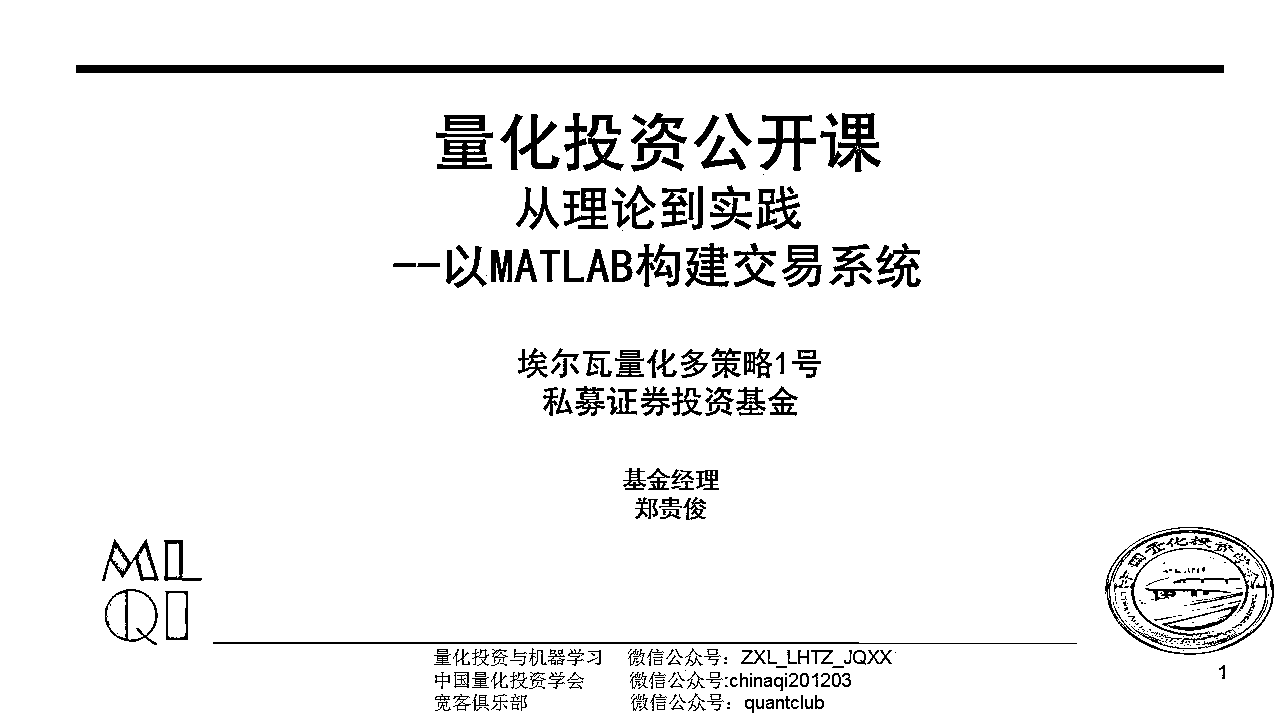 量化投资公开课
从理论到实践
--以MATLAB构建交易系统
埃尔瓦量化多策略1号
私募证券投资基金
基金经理
郑贵俊
ML
QI
中国量化投资学会
量化投资与机器学习 微信公众号：ZXL_LHTZ_JQXX
中国量化投资学会 微信公众号:chinaqi201203
宽客俱乐部 微信公众号：quantclub
1